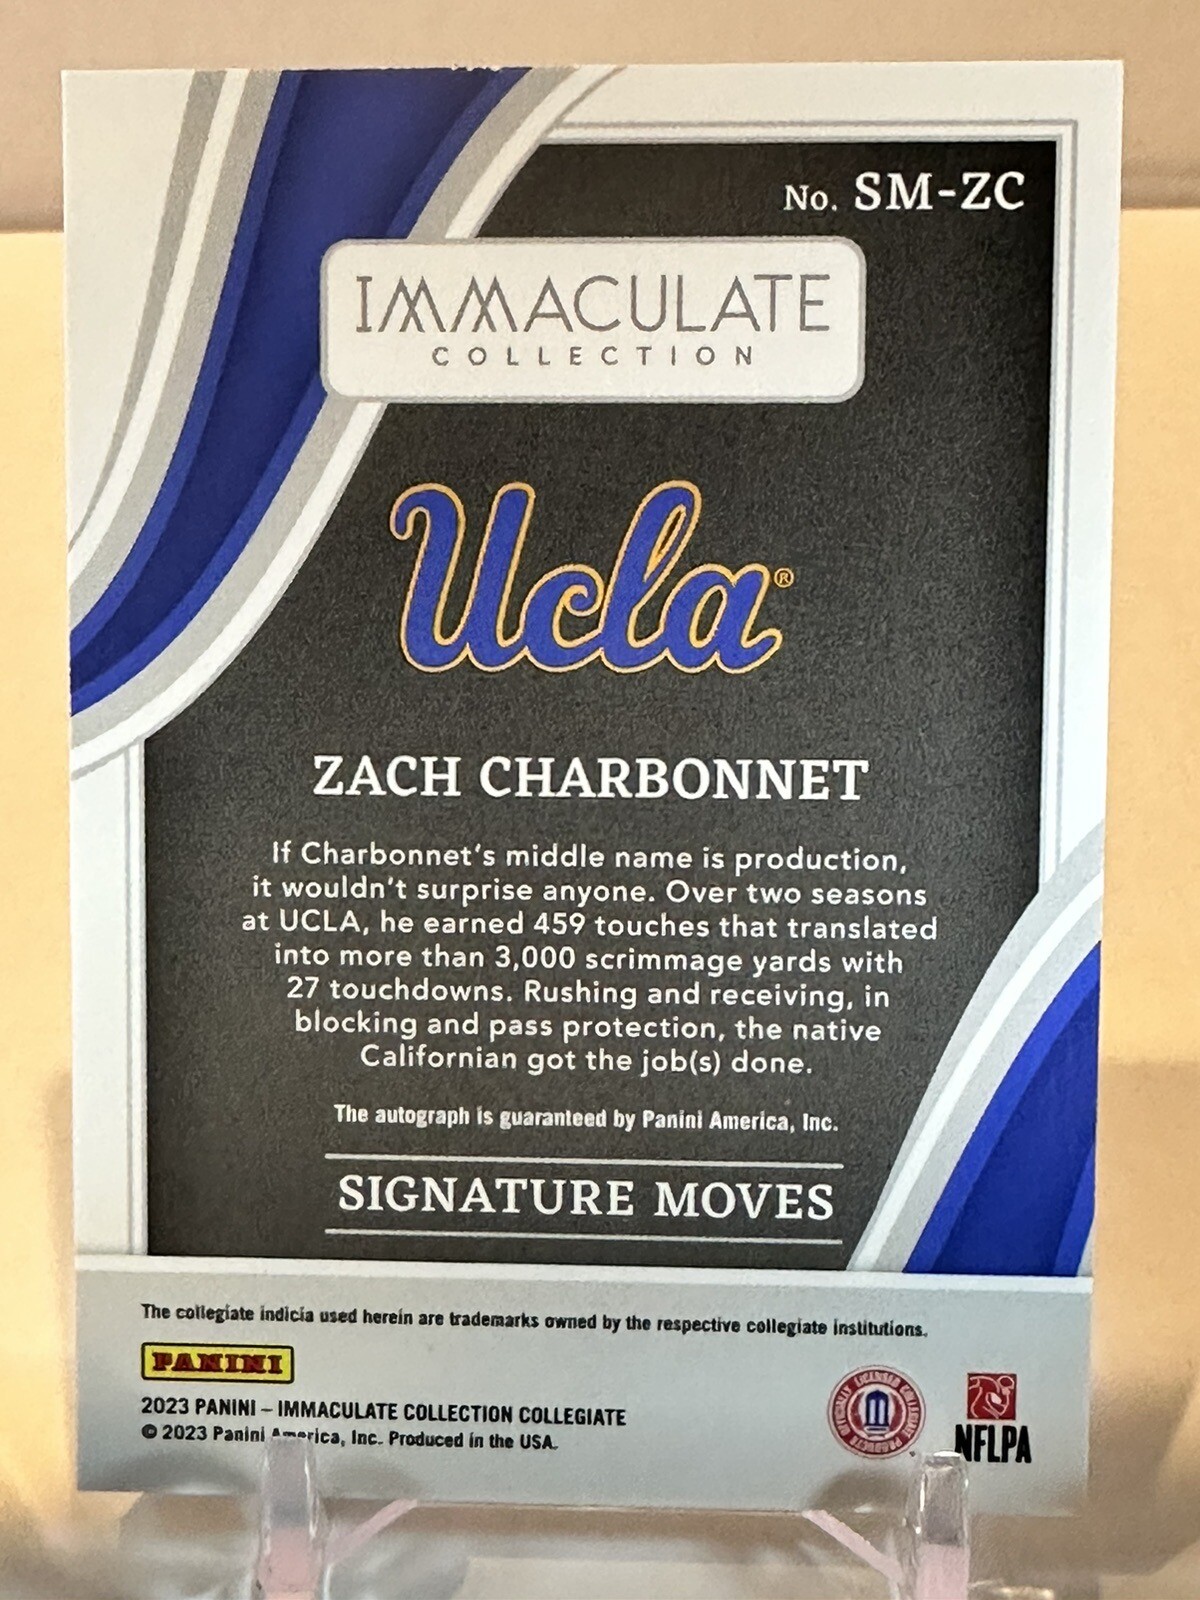 No. SM-ZC
IMMACULATE
COLLECTION
Ucla®
ZACH CHARBONNET
If Charbonnet's middle name is production,
it wouldn't surprise anyone. Over two seasons
at UCLA, he earned 459 touches that translated
into more than 3,000 scrimmage yards with
27 touchdowns. Rushing and receiving, in
blocking and pass protection, the native
Californian got the job(s) done.
The autograph is guaranteed by Panini America, Inc.
SIGNATURE MOVES
The collegiate indicia used herein are trademarks owned by the respective collegiate institutions.
PANINI
2023 PANINI – IMMACULATE COLLECTION COLLEGIATE
© 2023 Panini America, Inc. Produced in the USA.
OFFICIALLY LICENSED COLLEGIATE PRODUCTS
NFLPA